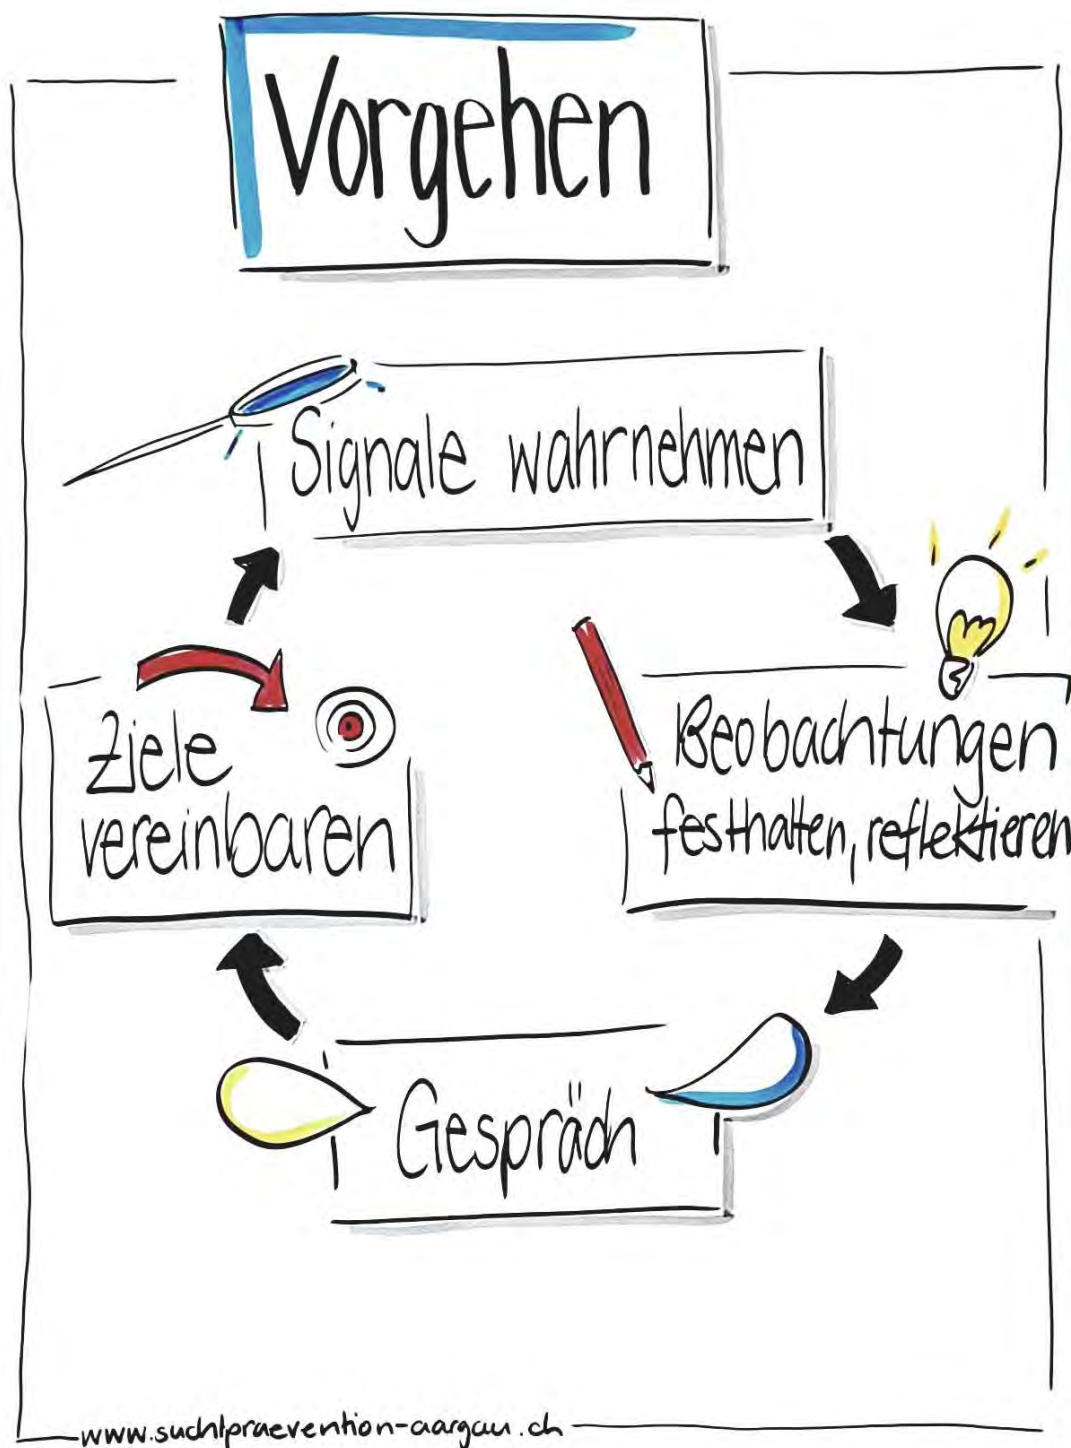 Vorgehen
Signale wahrnehmen
Beobachtungen
festhalten, reflektieren
Gespräch
Ziele
vereinbaren
www.suchtpraevention-aargau.ch